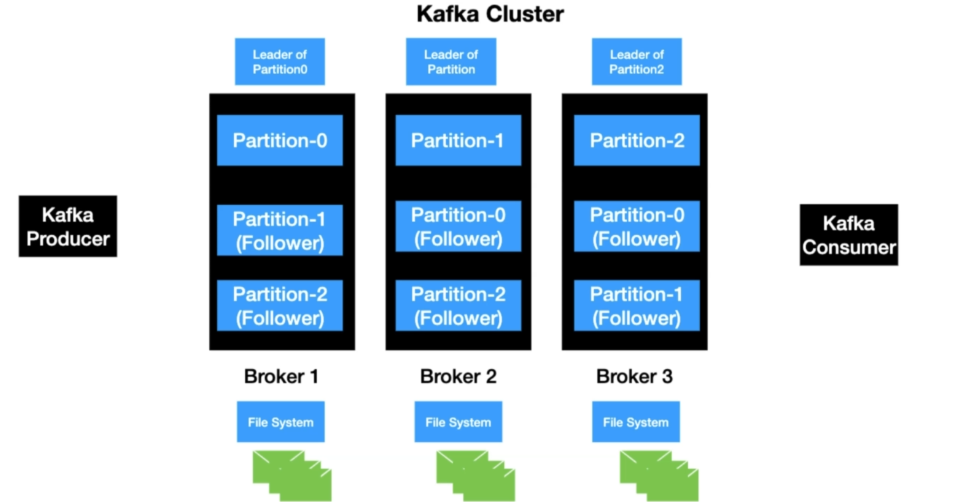 Kafka Cluster
Leader of
Partition0
Leader of
Partition
Leader of
Partition2
Partition-0
Partition-1
Partition-2
Kafka
Producer
Partition-1
(Follower)
Partition-0
(Follower)
Partition-0
(Follower)
Kafka
Consumer
Partition-2
(Follower)
Partition-2
(Follower)
Partition-1
(Follower)
Broker 1
Broker 2
Broker 3
File System
File System
File System